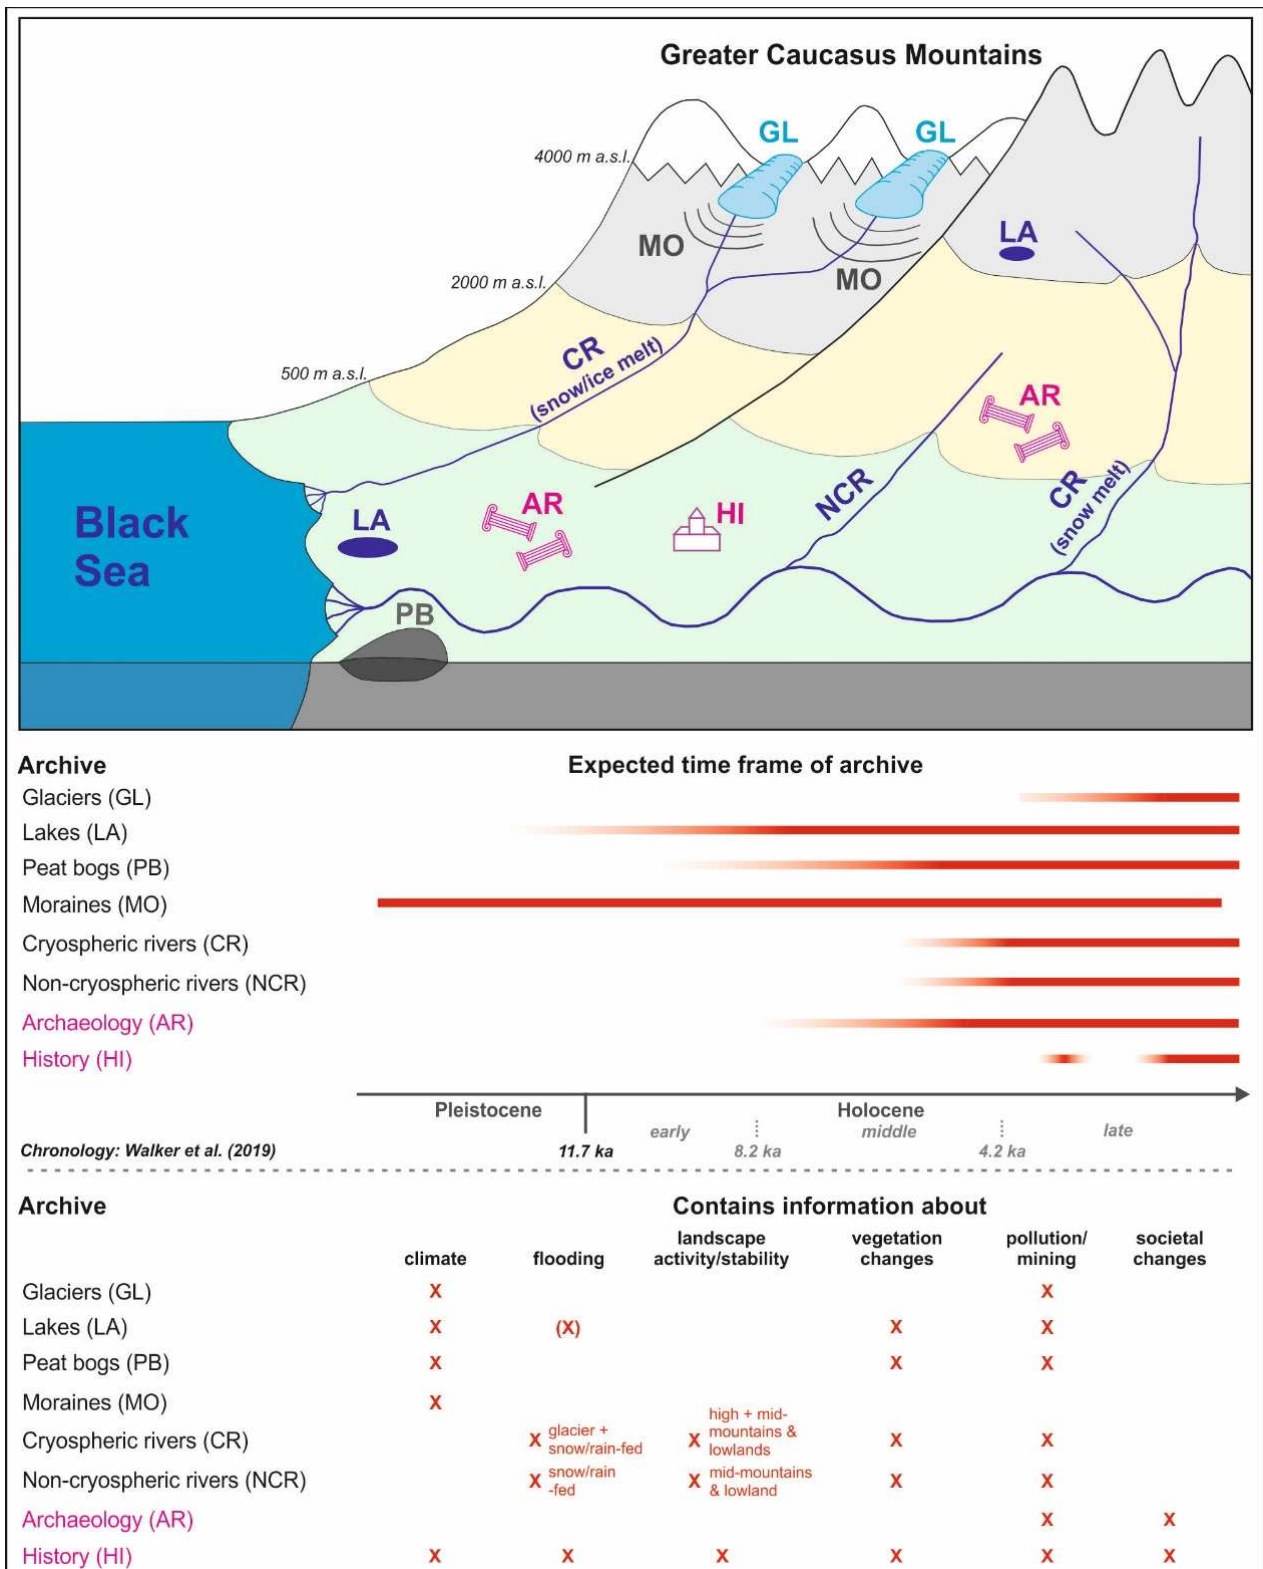 Greater Caucasus Mountains
GL
GL
4000 m a.s.l.
MO
LA
MO
2000 m a.s.l.
CR
(snow/ice melt)
500 m a.s.l.
AR
NCR
CR
(snow melt)
Black
Sea
LA
AR
HI
PB
Archive
Expected time frame of archive
Glaciers (GL)
Lakes (LA)
Peat bogs (PB)
Moraines (MO)
Cryospheric rivers (CR)
Non-cryospheric rivers (NCR)
Archaeology (AR)
History (HI)
Pleistocene
Holocene
early
middle
late
Chronology: Walker et al. (2019)
11.7 ka
8.2 ka
4.2 ka
Archive
Contains information about
climate
flooding
landscape
activity/stability
vegetation
changes
pollution/
mining
societal
changes
Glaciers (GL) X X
Lakes (LA) X (X) X X
Peat bogs (PB) X X X
Moraines (MO) X
Cryospheric rivers (CR) X glacier +
snow/rain-fed
X high + mid-
mountains &
lowlands
X X
Non-cryospheric rivers (NCR) X snow/rain
-fed
X mid-mountains
& lowland
X X
Archaeology (AR) X X
History (HI) X X X X X X